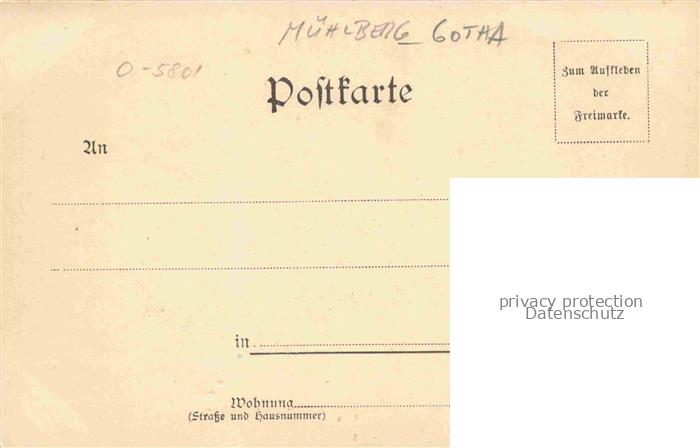 MÜHLBERG GOTHA
O-5801
Postkarte
Zum Aufkleben
der
Freimarke.
An
privacy protection
Datenschutz
in
Wohnung
(Straße und Hausnummer)